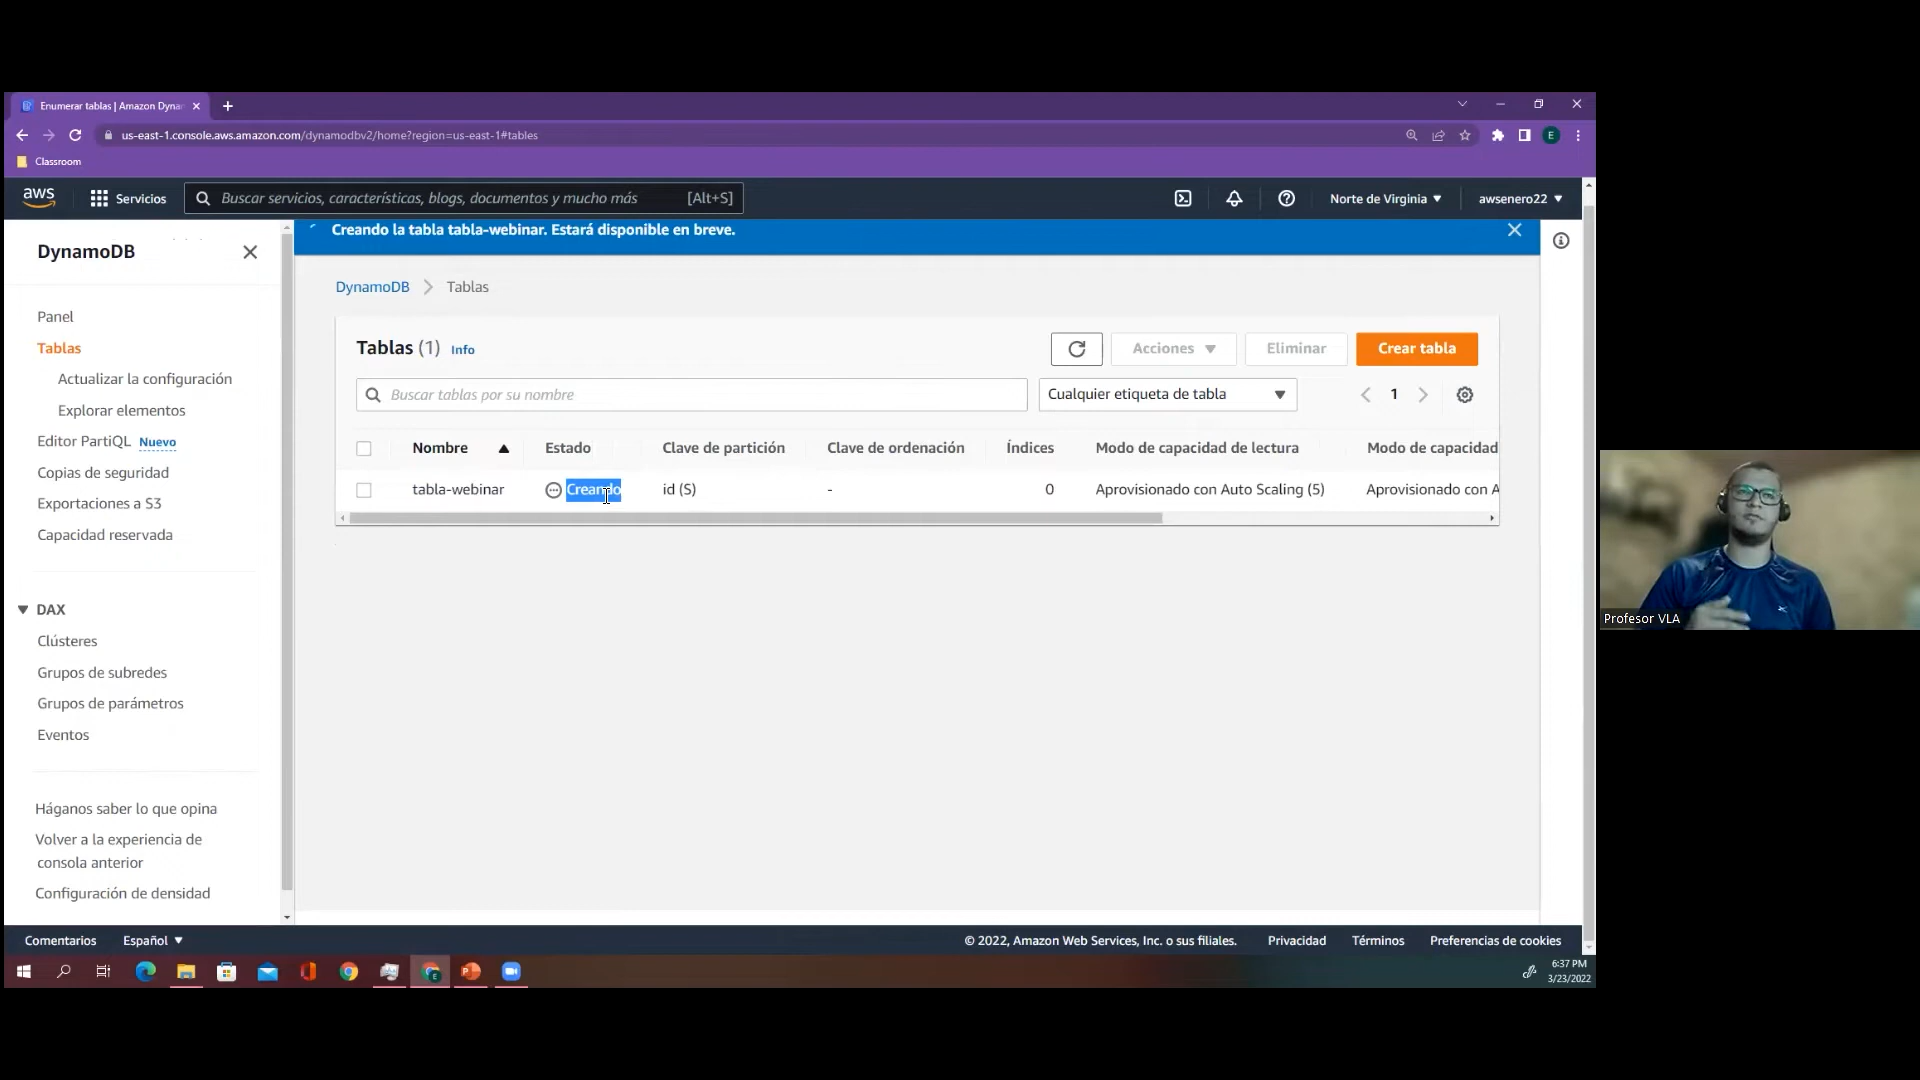 Enumerar tablas | Amazon Dyna
us-east-1.console.aws.amazon.com/dynamodbv2/home?region=us-east-1#tables
E
Classroom
aws
Servicios
Buscar servicios, características, blogs, documentos y mucho más
[Alt+S]
Norte de Virginia
awsenero22
DynamoDB
Creando la tabla tabla-webinar. Estará disponible en breve.
Panel
Tablas
Actualizar la configuración
Explorar elementos
Editor PartiQL Nuevo
Copias de seguridad
Exportaciones a S3
Capacidad reservada
DAX
Clústeres
Grupos de subredes
Grupos de parámetros
Eventos
Háganos saber lo que opina
Volver a la experiencia de
consola anterior
Configuración de densidad
DynamoDB > Tablas
Tablas (1) Info
Acciones
Eliminar
Crear tabla
Buscar tablas por su nombre
Cualquier etiqueta de tabla
1
Nombre Estado Clave de partición Clave de ordenación Índices Modo de capacidad de lectura Modo de capacidad
tabla-webinar Creando id (S) - 0 Aprovisionado con Auto Scaling (5) Aprovisionado con A
Profesor VLA
Comentarios
Español
© 2022, Amazon Web Services, Inc. o sus filiales.
Privacidad
Términos
Preferencias de cookies
6:37 PM
3/23/2022